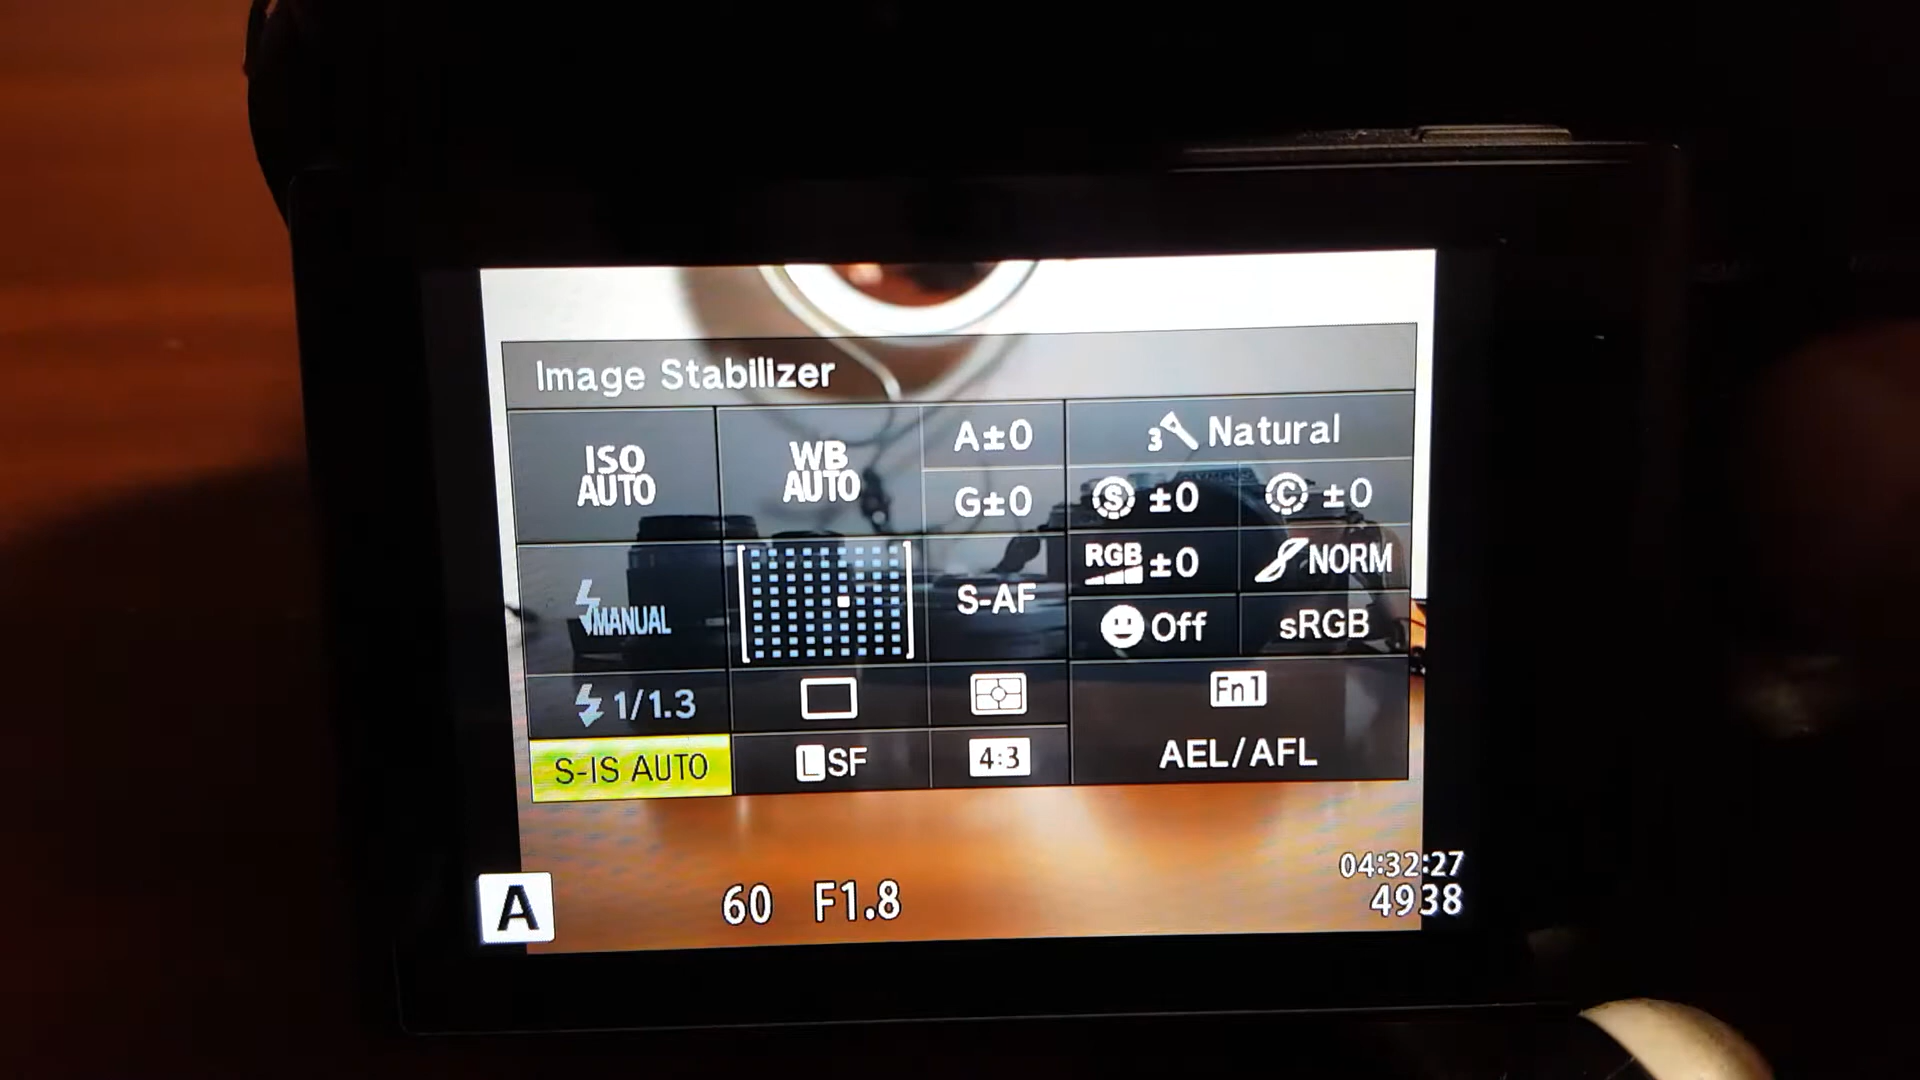 Image Stabilizer
ISO AUTO
WB AUTO
A±0
G±0
3 Natural
S ±0
C ±0
MANUAL
S-AF
RGB ±0
NORM
Off
sRGB
1/1.3
Fn1
AEL/AFL
S-IS AUTO
L SF
4:3
A
60 F1.8
04:32:27
4938